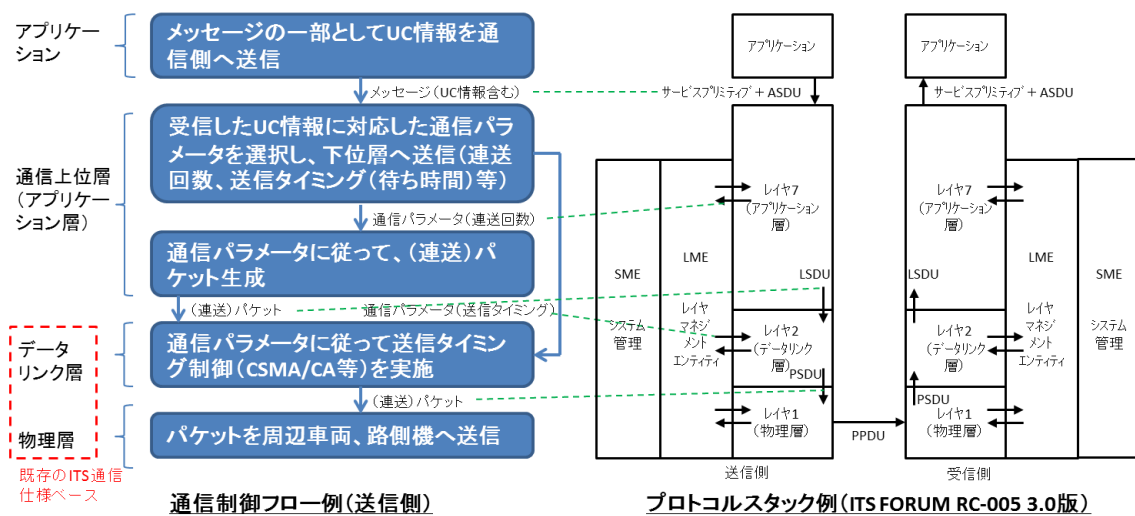 アプリケー
ション
メッセージの一部としてUC情報を通
信側へ送信
メッセージ（UC情報含む）
通信上位層
（アプリケー
ション層）
受信したUC情報に対応した通信パラ
メータを選択し、下位層へ送信（連送
回数、送信タイミング（待ち時間）等）
通信パラメータ（連送回数）
通信パラメータに従って、（連送）パ
ケット生成
（連送）パケット
通信パラメータ（送信タイミング）
データ
リンク層
通信パラメータに従って送信タイミ
ング制御（CSMA/CA等）を実施
（連送）パケット
物理層
パケットを周辺車両、路側機へ送信
既存のITS通信
仕様ベース
通信制御フロー例（送信側）
アプリケーション
サービスプリミティブ＋ASDU
レイヤ7
（アプリケーション
層）
SME
LME
LSDU
システム
管理
レイヤ
マネジ
メント
エンティティ
レイヤ2
（データリンク
層）
PSDU
レイヤ1
（物理層）
送信側
PPDU
アプリケーション
サービスプリミティブ＋ASDU
レイヤ7
（アプリケーション
層）
LSDU
LME
SME
レイヤ2
（データリンク
層）
レイヤ
マネジメント
エンティティ
システム
管理
PSDU
レイヤ1
（物理層）
受信側
プロトコルスタック例（ITS FORUM RC-005 3.0版）